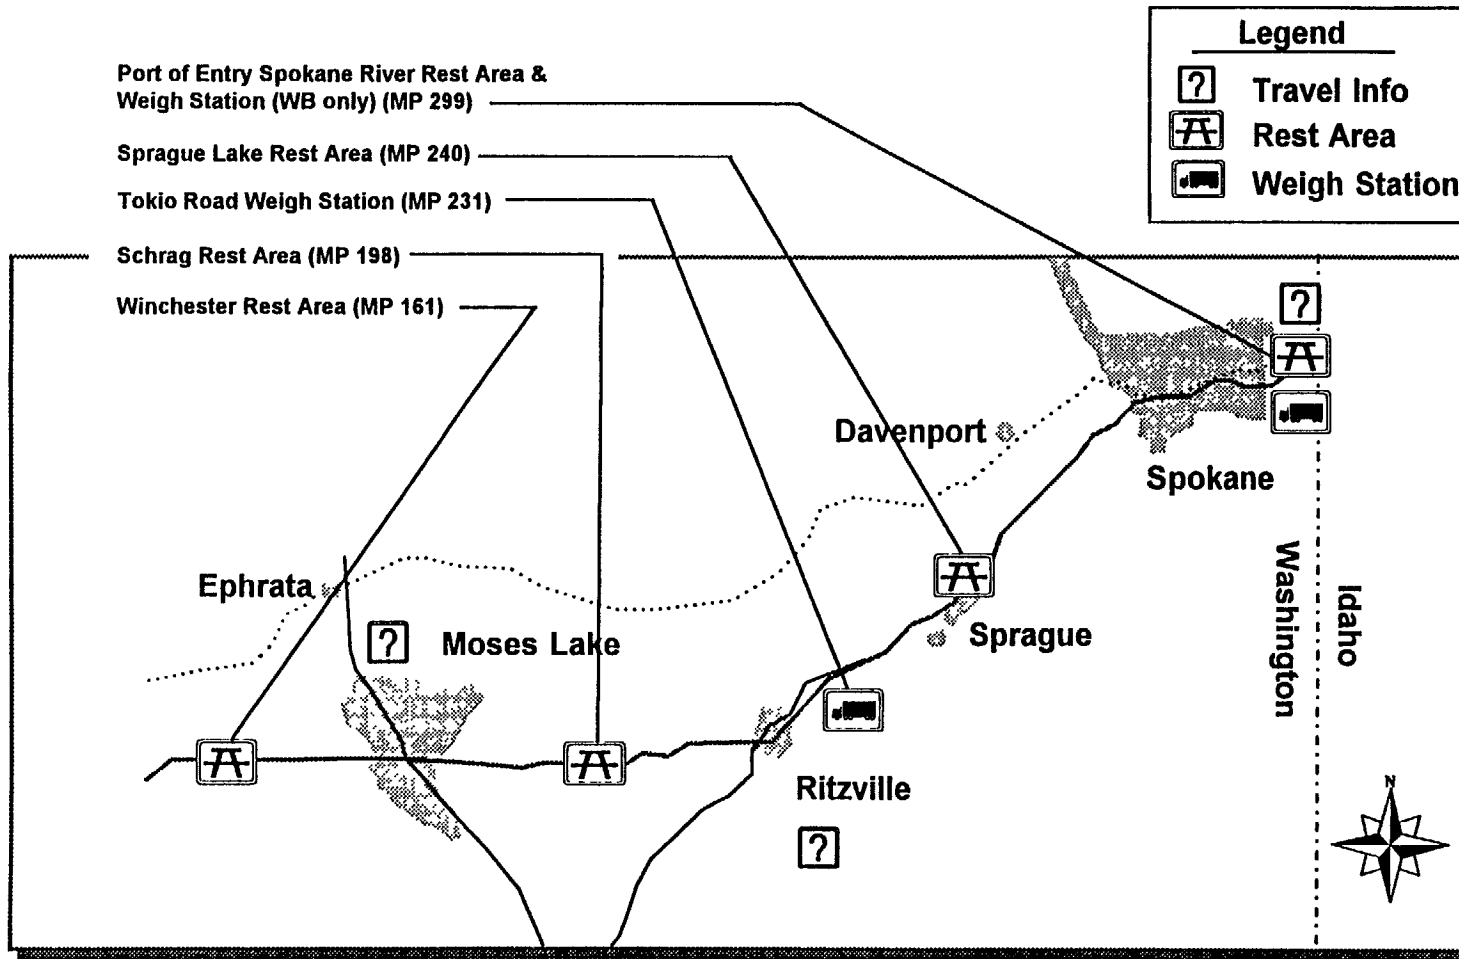 Legend
? Travel Info
Rest Area
Weigh Station
Port of Entry Spokane River Rest Area &
Weigh Station (WB only) (MP 299)
Sprague Lake Rest Area (MP 240)
Tokio Road Weigh Station (MP 231)
Schrag Rest Area (MP 198)
Winchester Rest Area (MP 161)
?
Davenport
Spokane
Ephrata
?
Moses Lake
Sprague
Washington
Idaho
Ritzville
?
N